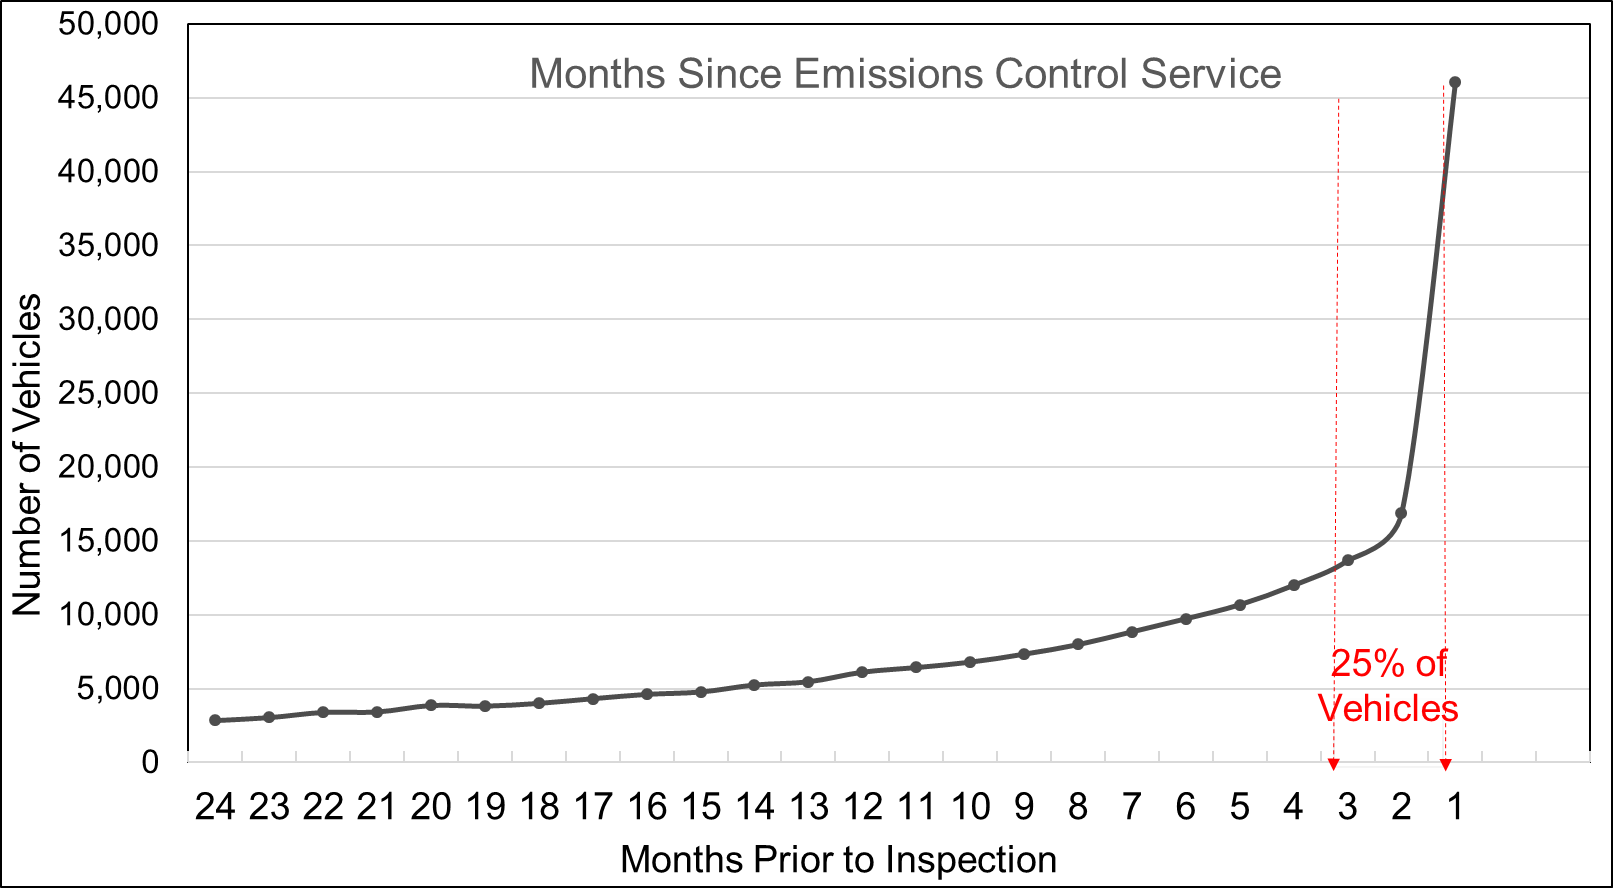 Months Since Emissions Control Service
50,000
45,000
40,000
35,000
30,000
25,000
20,000
15,000
10,000
5,000
0
Number of Vehicles
25% of
Vehicles
24 23 22 21 20 19 18 17 16 15 14 13 12 11 10 9 8 7 6 5 4 3 2 1
Months Prior to Inspection